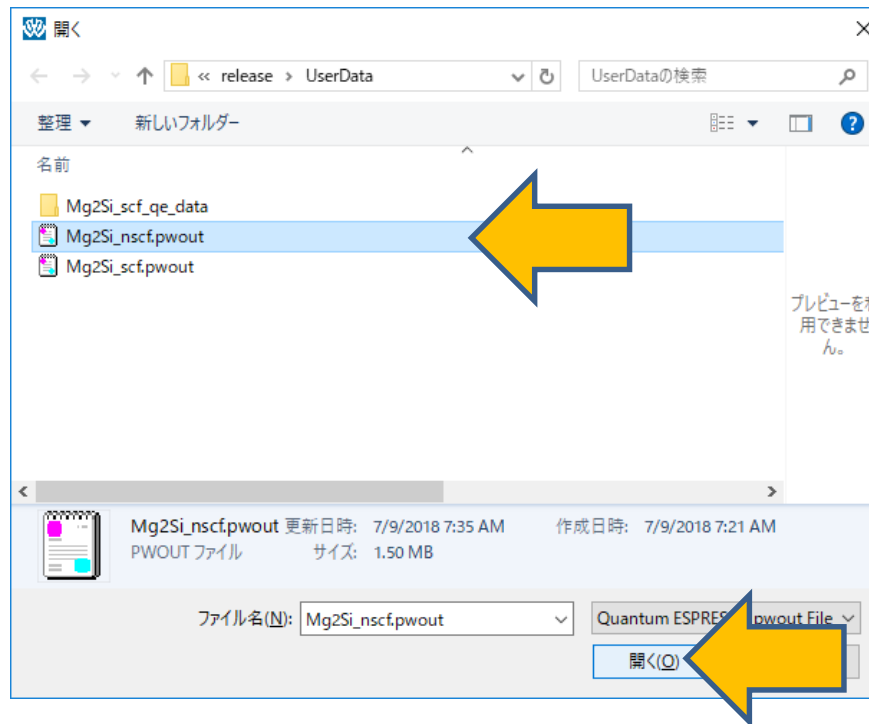 開く
« release › UserData
UserDataの検索
整理
新しいフォルダー
名前
Mg2Si_scf_qe_data
Mg2Si_nscf.pwout
Mg2Si_scf.pwout
プレビューを
用できませ
ん。
Mg2Si_nscf.pwout 更新日時: 7/9/2018 7:35 AM 作成日時: 7/9/2018 7:21 AM
PWOUT ファイル サイズ: 1.50 MB
ファイル名(N): Mg2Si_nscf.pwout
Quantum pwout File
開く(O)